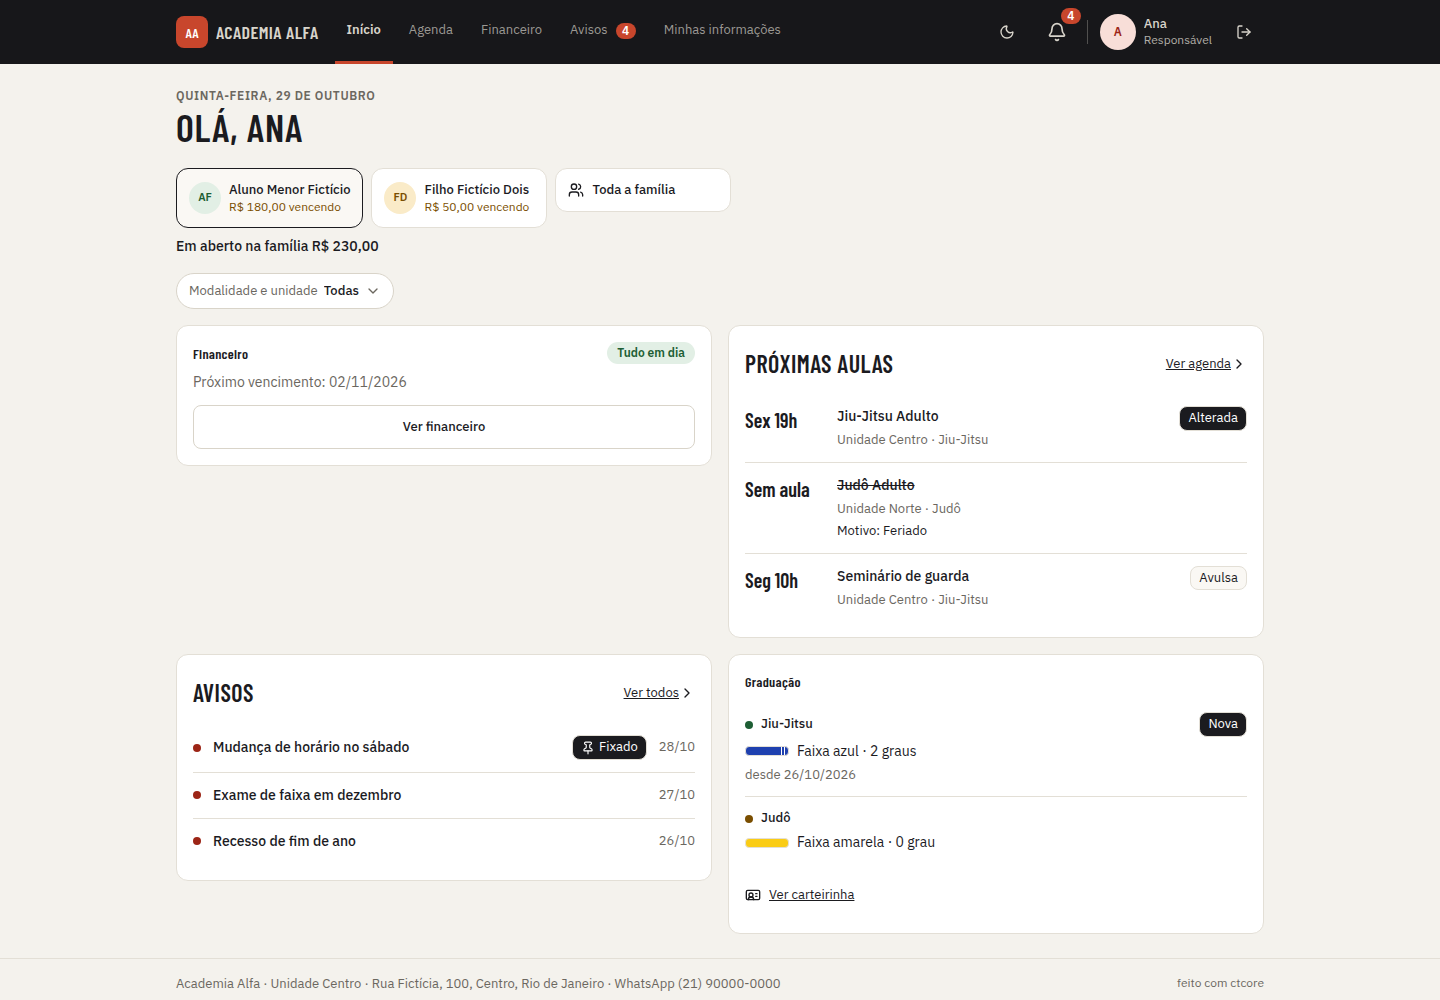 AA ACADEMIA ALFA Início Agenda Financeiro Avisos 4 Minhas informações 4 A Ana
Responsável
QUINTA-FEIRA, 29 DE OUTUBRO
OLÁ, ANA
AF Aluno Menor Fictício
R$ 180,00 vencendo
FD Filho Fictício Dois
R$ 50,00 vencendo
Toda a família
Em aberto na família R$ 230,00
Modalidade e unidade Todas
Financeiro Tudo em dia
Próximo vencimento: 02/11/2026
Ver financeiro
PRÓXIMAS AULAS Ver agenda
Sex 19h Jiu-Jitsu Adulto Alterada
Unidade Centro · Jiu-Jitsu
Sem aula Judô Adulto
Unidade Norte · Judô
Motivo: Feriado
Seg 10h Seminário de guarda Avulsa
Unidade Centro · Jiu-Jitsu
AVISOS Ver todos
Mudança de horário no sábado Fixado 28/10
Exame de faixa em dezembro 27/10
Recesso de fim de ano 26/10
Graduação
Jiu-Jitsu Nova
Faixa azul · 2 graus
desde 26/10/2026
Judô
Faixa amarela · 0 grau
Ver carteirinha
Academia Alfa · Unidade Centro · Rua Fictícia, 100, Centro, Rio de Janeiro · WhatsApp (21) 90000-0000 feito com ctcore